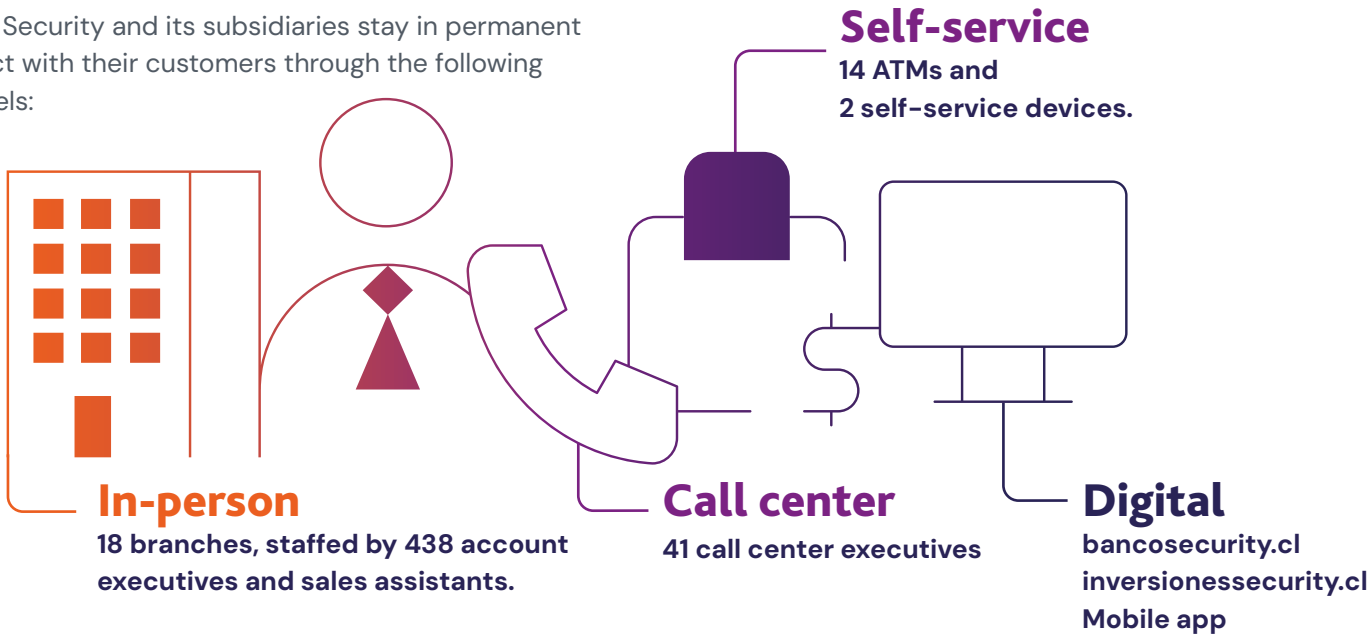 Security and its subsidiaries stay in permanent
with their customers through the following
Self-service
14 ATMs and
2 self-service devices.
In-person
18 branches, staffed by 438 account
executives and sales assistants.
Call center
41 call center executives
Digital
bancosecurity.cl
inversionessecurity.cl
Mobile app